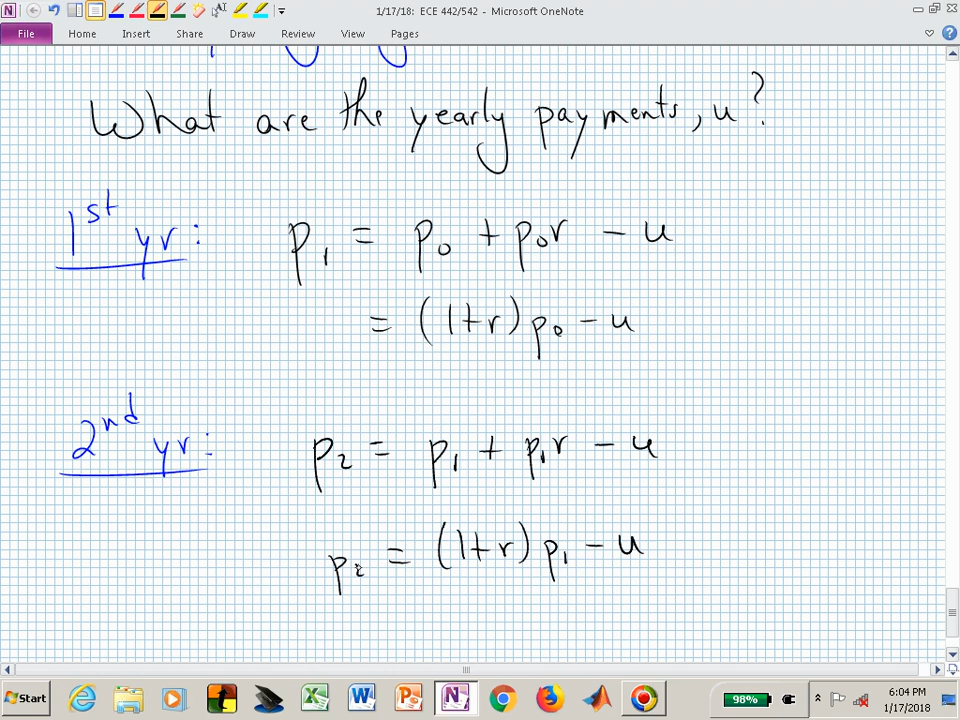 1/17/18: ECE 442/542 - Microsoft OneNote
File Home Insert Share Draw Review View Pages
What are the yearly payments, u?
1st yr: p₁ = p₀ + p₀r - u
= (1+r)p₀ - u
2nd yr: p₂ = p₁ + p₁r - u
p₂ = (1+r)p₁ - u
Start 98% 6:04 PM
1/17/2018